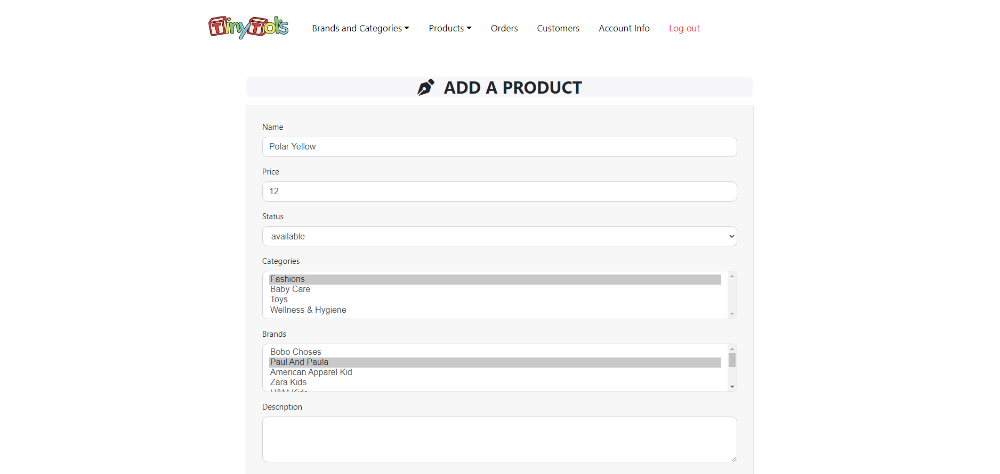 TinyTots
Brands and Categories Products Orders Customers Account Info Log out
ADD A PRODUCT
Name
Polar Yellow
Price
12
Status
available
Categories
Fashions
Baby Care
Toys
Wellness & Hygiene
Brands
Bobo Choses
Paul And Paula
American Apparel Kid
Zara Kids
H&M Kids
Description